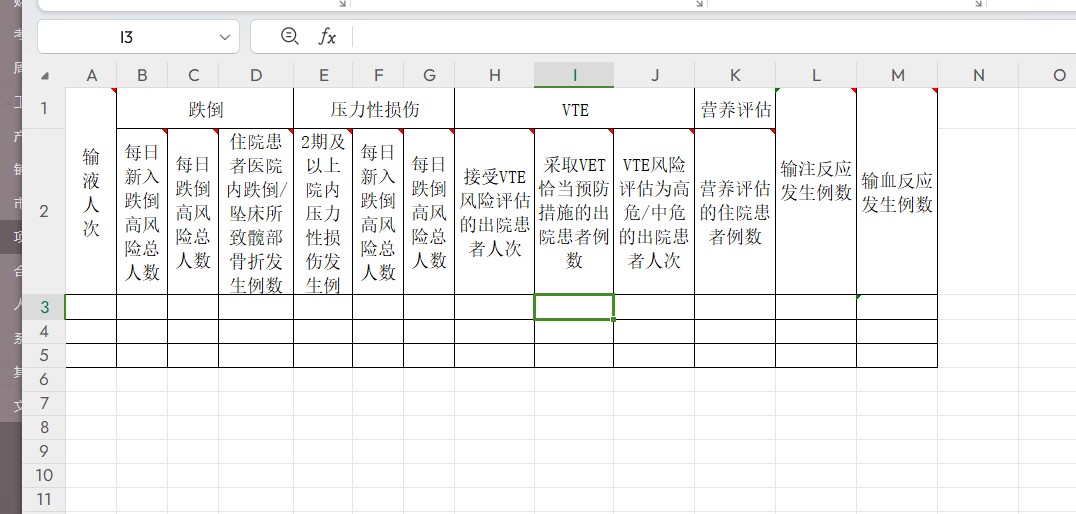 I3
fx
A B C D E F G H I J K L M N O
1
跌倒
压力性损伤
VTE
营养评估
2
输
液
人
次
每日
新入
跌倒
高风
险总
人数
每日
跌倒
高风
险总
人数
住院患
者医院
内跌倒/
坠床所
致髋部
骨折发
生例数
2期及
以上
院内
压力
性损
伤发
生例
每日
新入
跌倒
高风
险总
人数
每日
跌倒
高风
险总
人数
接受VTE
风险评估
的出院患
者人次
采取VET
恰当预防
措施的出
院患者例
数
VTE风险
评估为高
危/中危
的出院患
者人次
营养评估
的住院患
者例数
输注反应
发生例数
输血反应
发生例数
3
4
5
6
7
8
9
10
11